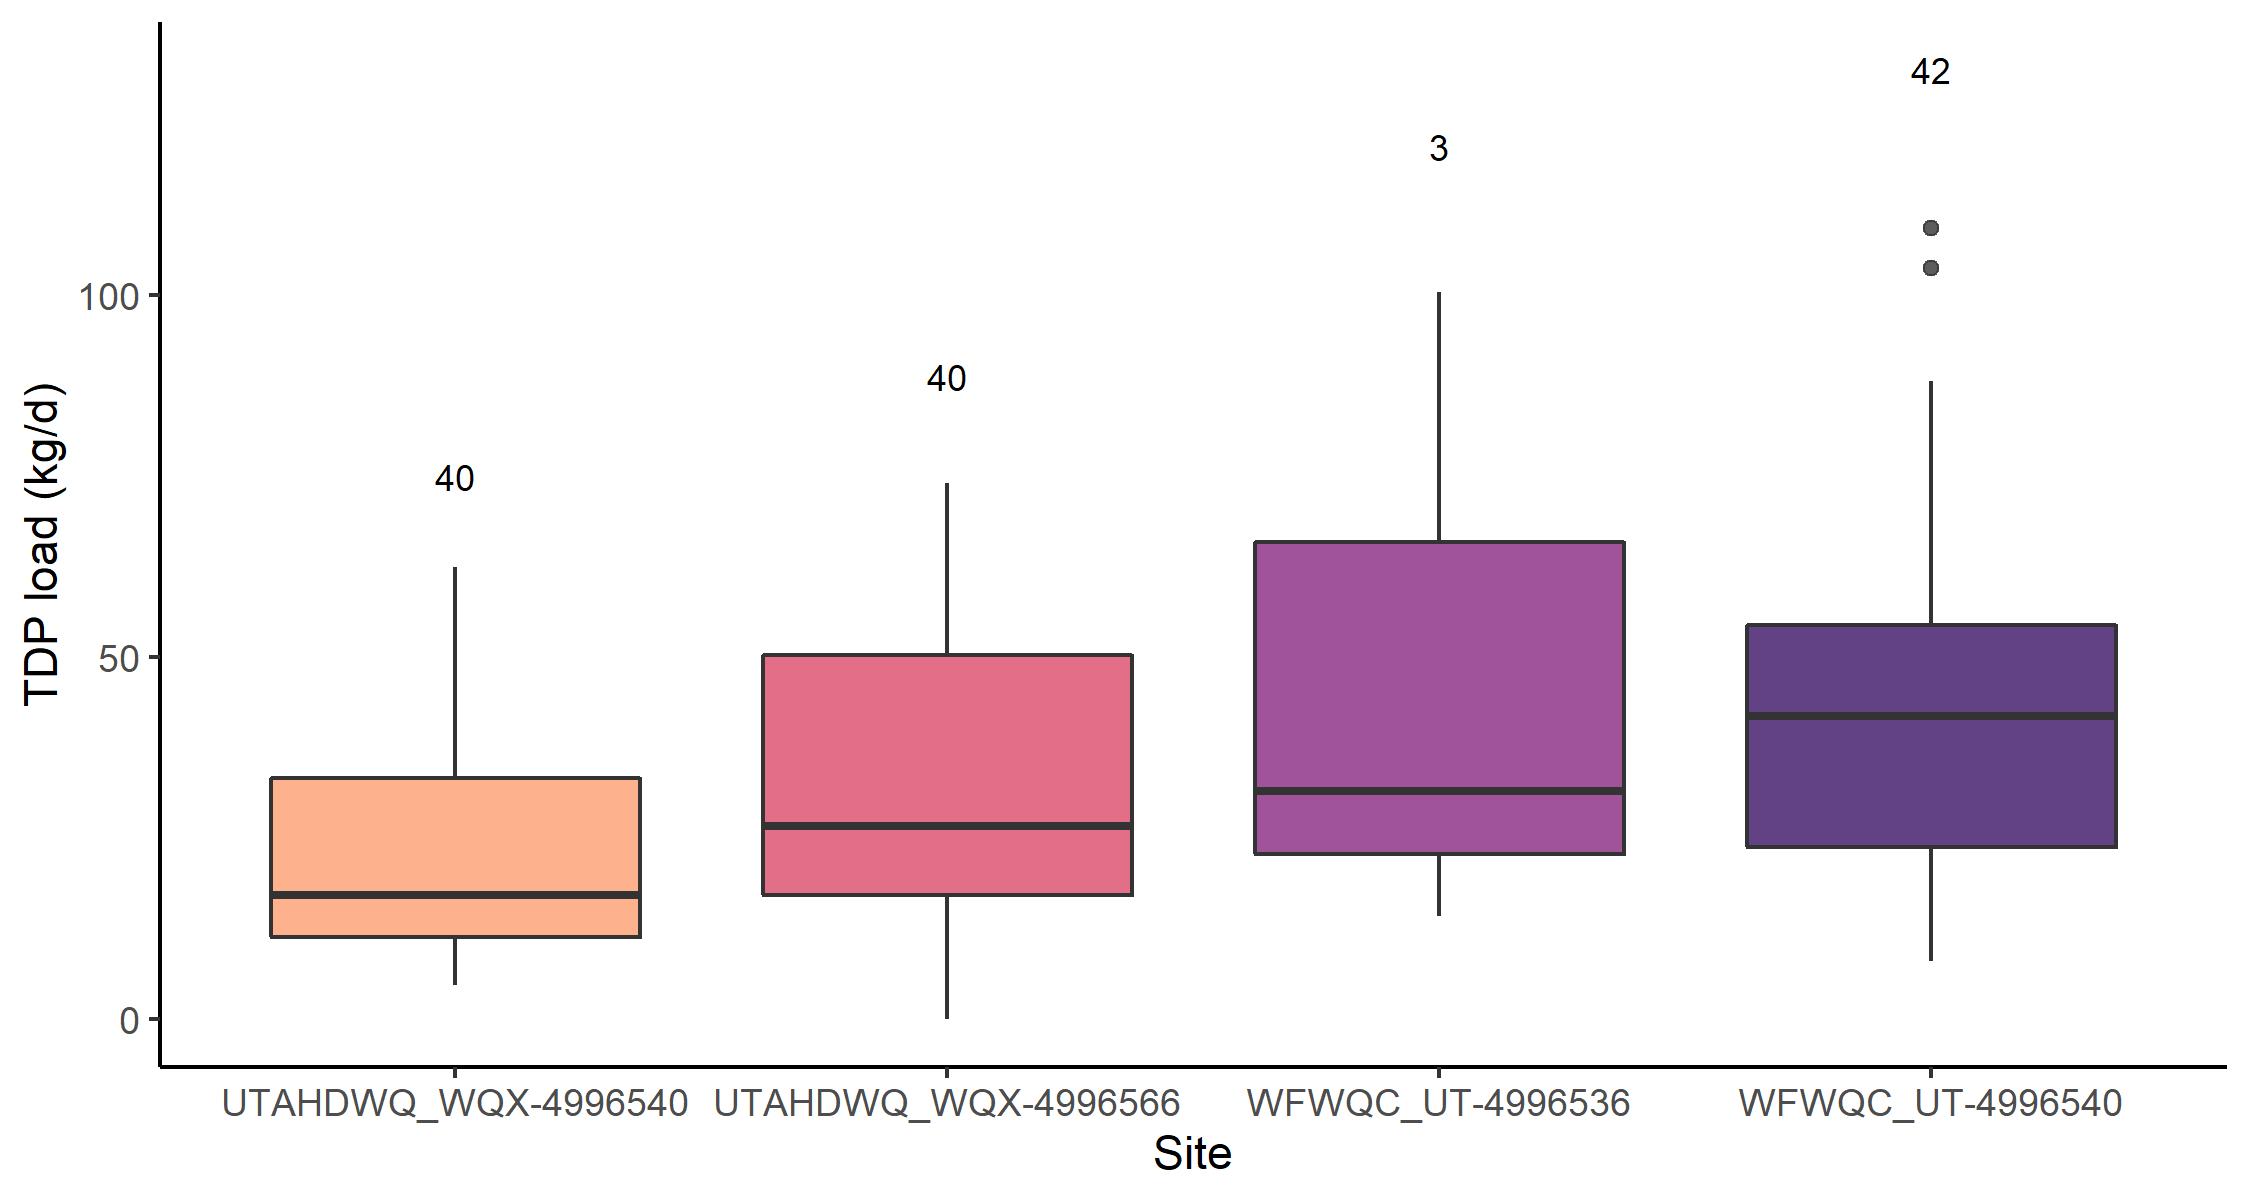 42
3
100
40
40
50
0
TDP load (kg/d)
UTAHDWQ_WQX-4996540 UTAHDWQ_WQX-4996566 WFWQC_UT-4996536 WFWQC_UT-4996540
Site